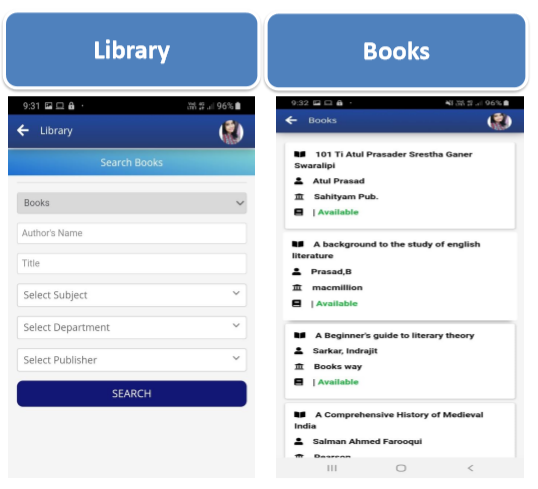 Library
Books
9:31
96%
Library
Search Books
Books
Author's Name
Title
Select Subject
Select Department
Select Publisher
SEARCH
9:32
96%
Books
101 Ti Atul Prasader Srestha Ganer
Swaralipi
Atul Prasad
Sahityam Pub.
| Available
A background to the study of english
literature
Prasad,B
macmillion
| Available
A Beginner's guide to literary theory
Sarkar, Indrajit
Books way
| Available
A Comprehensive History of Medieval
India
Salman Ahmed Farooqui
Pearson